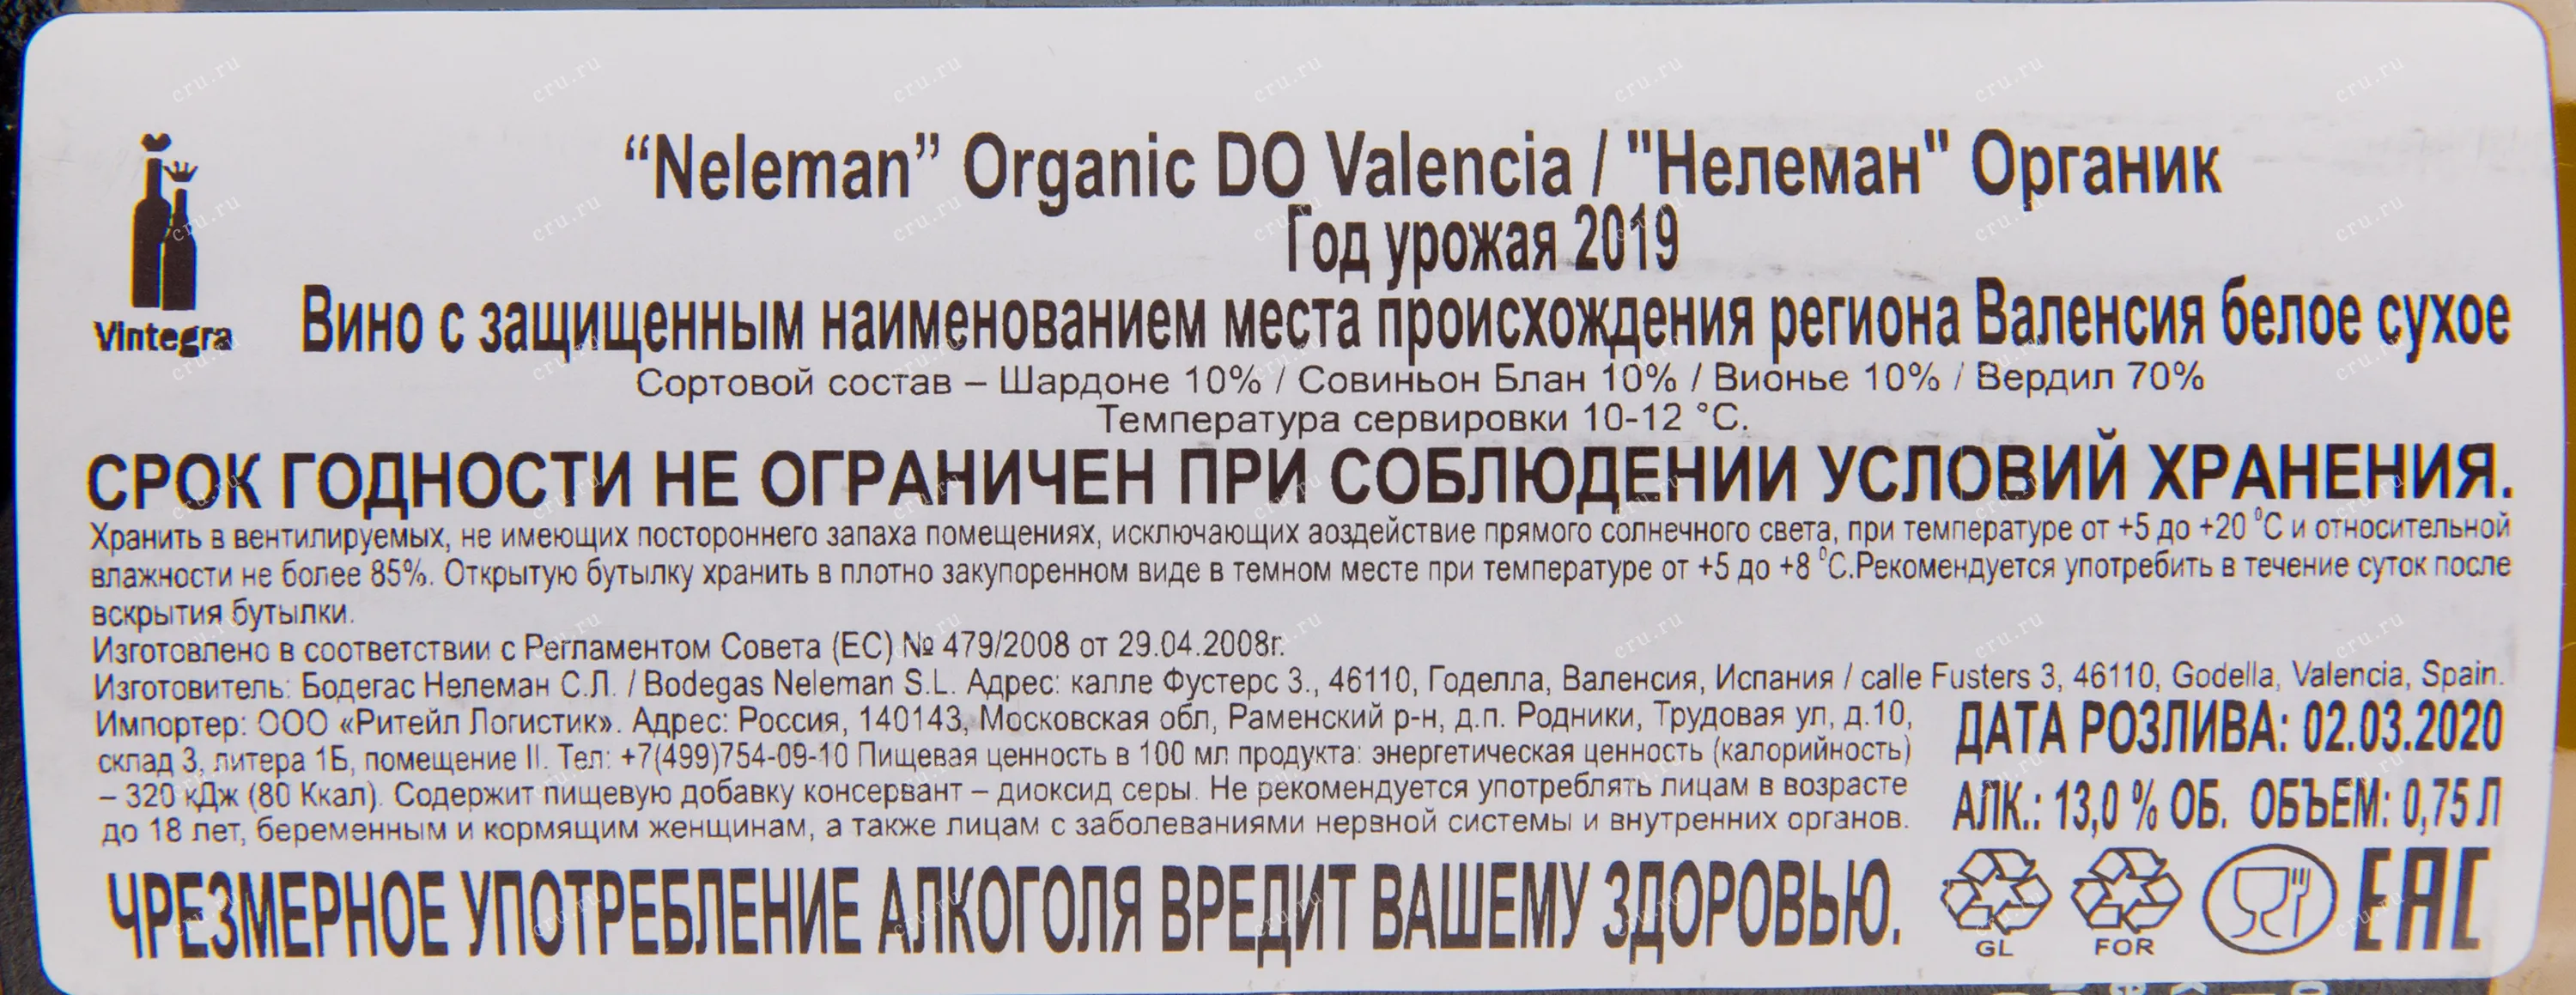 “Neleman” Organic DO Valencia / "Нелеман" Органик
Год урожая 2019
Vintegra
Вино с защищенным наименованием места происхождения региона Валенсия белое сухое
Сортовой состав – Шардоне 10% / Совиньон Блан 10% / Вионье 10% / Вердил 70%
Температура сервировки 10-12 °C.
СРОК ГОДНОСТИ НЕ ОГРАНИЧЕН ПРИ СОБЛЮДЕНИИ УСЛОВИЙ ХРАНЕНИЯ.
Хранить в вентилируемых, не имеющих постороннего запаха помещениях, исключающих аоздействие прямого солнечного света, при температуре от +5 до +20 ⁰С и относительной
влажности не более 85%. Открытую бутылку хранить в плотно закупоренном виде в темном месте при температуре от +5 до +8 ⁰С.Рекомендуется употребить в течение суток после
вскрытия бутылки.
Изготовлено в соответствии с Регламентом Совета (ЕС) № 479/2008 от 29.04.2008г.
Изготовитель: Бодегас Нелеман С.Л. / Bodegas Neleman S.L. Адрес: калле Фустерс 3., 46110, Годелла, Валенсия, Испания / calle Fusters 3, 46110, Godella, Valencia, Spain.
Импортер: ООО «Ритейл Логистик». Адрес: Россия, 140143, Московская обл, Раменский р-н, д.п. Родники, Трудовая ул, д.10,
склад 3, литера 1Б, помещение II. Тел: +7(499)754-09-10 Пищевая ценность в 100 мл продукта: энергетическая ценность (калорийность)
– 320 кДж (80 Ккал). Содержит пищевую добавку консервант – диоксид серы. Не рекомендуется употреблять лицам в возрасте
до 18 лет, беременным и кормящим женщинам, а также лицам с заболеваниями нервной системы и внутренних органов.
ДАТА РОЗЛИВА: 02.03.2020
АЛК.: 13,0 % ОБ. ОБЪЕМ: 0,75 Л
ЧРЕЗМЕРНОЕ УПОТРЕБЛЕНИЕ АЛКОГОЛЯ ВРЕДИТ ВАШЕМУ ЗДОРОВЬЮ.
GL FOR EAC
cru.ru